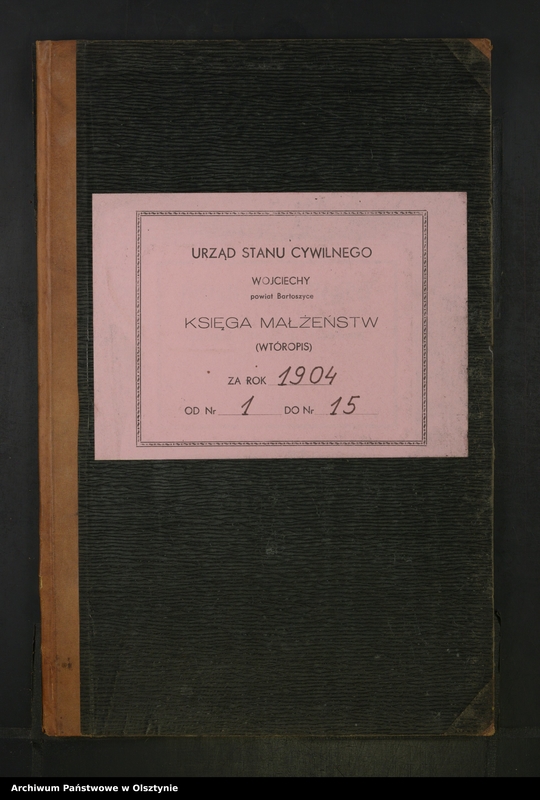 URZĄD STANU CYWILNEGO
WOJCIECHY
powiat Bartoszyce
KSIĘGA MAŁŻEŃSTW
(WTÓROPIS)
ZA ROK 1904
OD Nr 1 DO Nr 15
Archiwum Państwowe w Olsztynie